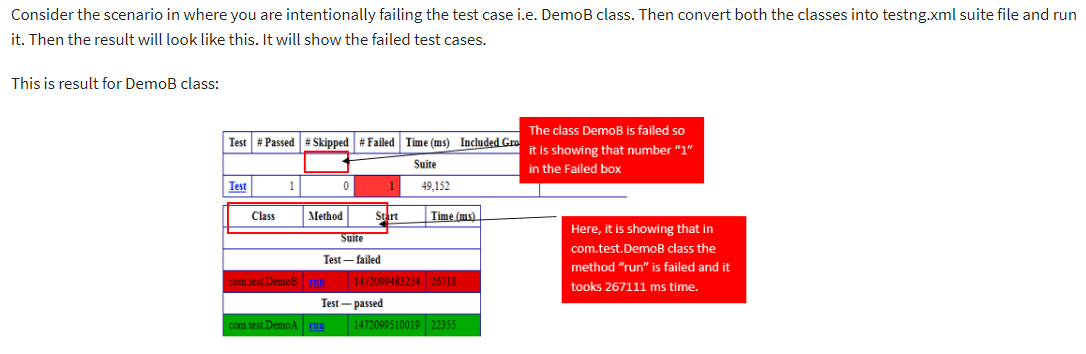 Consider the scenario in where you are intentionally failing the test case i.e. DemoB class. Then convert both the classes into testng.xml suite file and run
it. Then the result will look like this. It will show the failed test cases.
This is result for DemoB class:
Test # Passed # Skipped # Failed Time (ms) Included Gro
Suite
Test 1 0 1 49,152
The class DemoB is failed so
it is showing that number “1”
in the Failed box
Class Method Start Time (ms)
Suite
Test — failed
com.test.DemoB run 1472099483254 26718
Test — passed
com.test.DemoA run 1472099510019 22355
Here, it is showing that in
com.test.DemoB class the
method “run” is failed and it
tooks 267111 ms time.